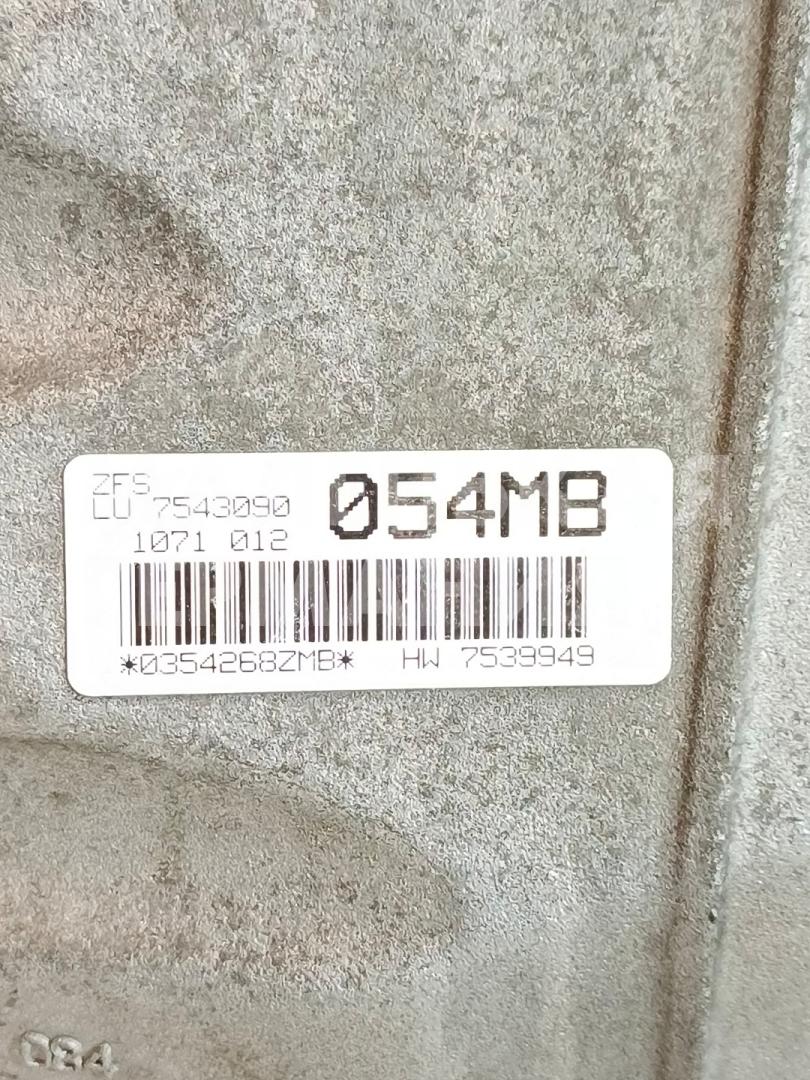 ZFS
LU 7543090 054MB
1071 012
*0354268ZMB* HW 7539949
084